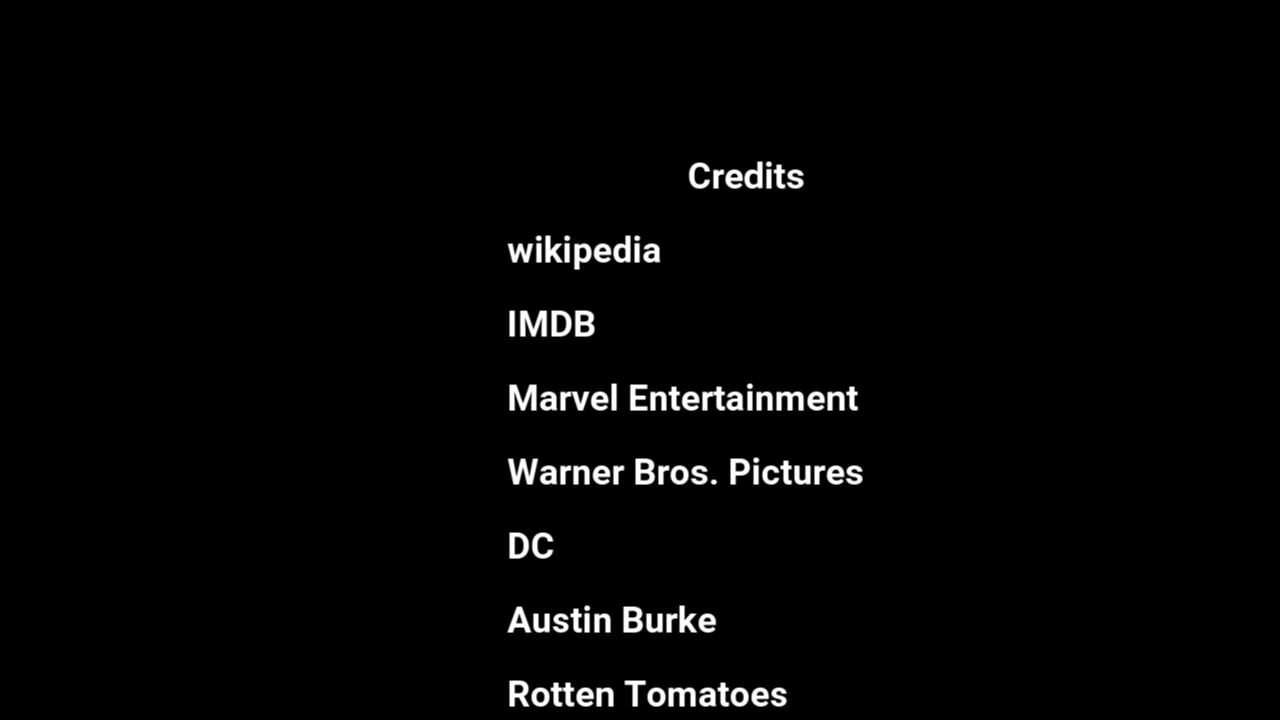 Credits
wikipedia
IMDB
Marvel Entertainment
Warner Bros. Pictures
DC
Austin Burke
Rotten Tomatoes